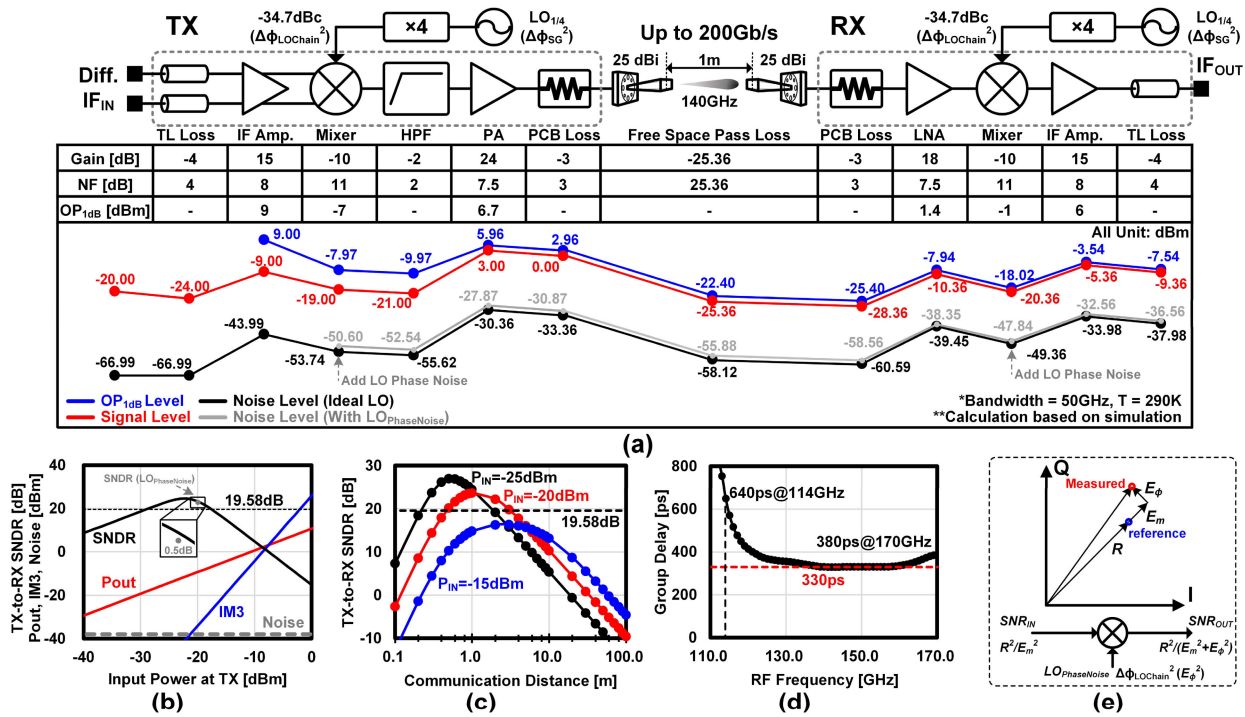 TX
-34.7dBc
(ΔϕLOChain²)
×4
LO1/4
(ΔϕSG²)
Up to 200Gb/s
RX
-34.7dBc
(ΔϕLOChain²)
×4
LO1/4
(ΔϕSG²)
Diff.
IFIN
25 dBi
1m
25 dBi
140GHz
IFOUT
TL Loss IF Amp. Mixer HPF PA PCB Loss Free Space Pass Loss PCB Loss LNA Mixer IF Amp. TL Loss
Gain [dB] -4 15 -10 -2 24 -3 -25.36 -3 18 -10 15 -4
NF [dB] 4 8 11 2 7.5 3 25.36 3 7.5 11 8 4
OP1dB [dBm] - 9 -7 - 6.7 - - - 1.4 -1 6 -
All Unit: dBm
9.00 -7.97 -9.97 5.96 2.96 -22.40 -25.40 -7.94 -18.02 -3.54 -7.54
-20.00 -24.00 -9.00 -19.00 -21.00 3.00 0.00 -25.36 -28.36 -10.36 -20.36 -5.36 -9.36
-50.60 -52.54 -27.87 -30.87 -55.88 -58.56 -38.35 -47.84 -32.56 -36.56
-66.99 -66.99 -43.99 -53.74 -55.62 -30.36 -33.36 -58.12 -60.59 -39.45 -49.36 -33.98 -37.98
Add LO Phase Noise
Add LO Phase Noise
OP1dB Level
Noise Level (Ideal LO)
Signal Level
Noise Level (With LOPhaseNoise)
*Bandwidth = 50GHz, T = 290K
**Calculation based on simulation
(a)
TX-to-RX SNDR [dB]
Pout, IM3, Noise [dBm]
40
20
0
-20
-40
SNDR (LOPhaseNoise)
19.58dB
SNDR
0.5dB
Pout
IM3
Noise
-40 -30 -20 -10 0
Input Power at TX [dBm]
(b)
TX-to-RX SNDR [dB]
30
20
10
0
-10
PIN=-25dBm
PIN=-20dBm
19.58dB
PIN=-15dBm
0.1 1.0 10.0 100.0
Communication Distance [m]
(c)
Group Delay [ps]
800
600
400
200
0
640ps@114GHz
380ps@170GHz
330ps
110.0 130.0 150.0 170.0
RF Frequency [GHz]
(d)
Q
Measured
Eϕ
Em
reference
R
I
SNRIN
SNROUT
R²/Em²
R²/(Em²+Eϕ²)
LOPhaseNoise
ΔϕLOChain² (Eϕ²)
(e)